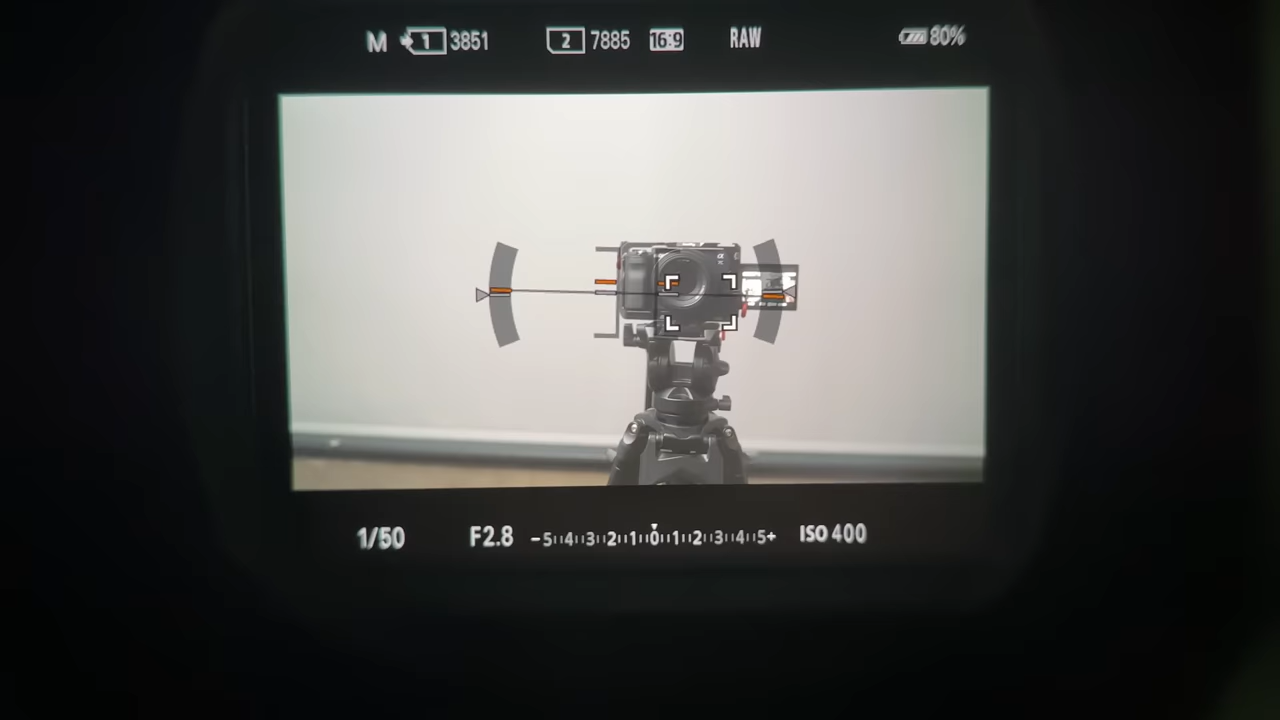 M 1 3851 2 7885 16:9 RAW 80%
α
1/50 F2.8 -5 4 3 2 1 0 1 2 3 4 5+ ISO 400